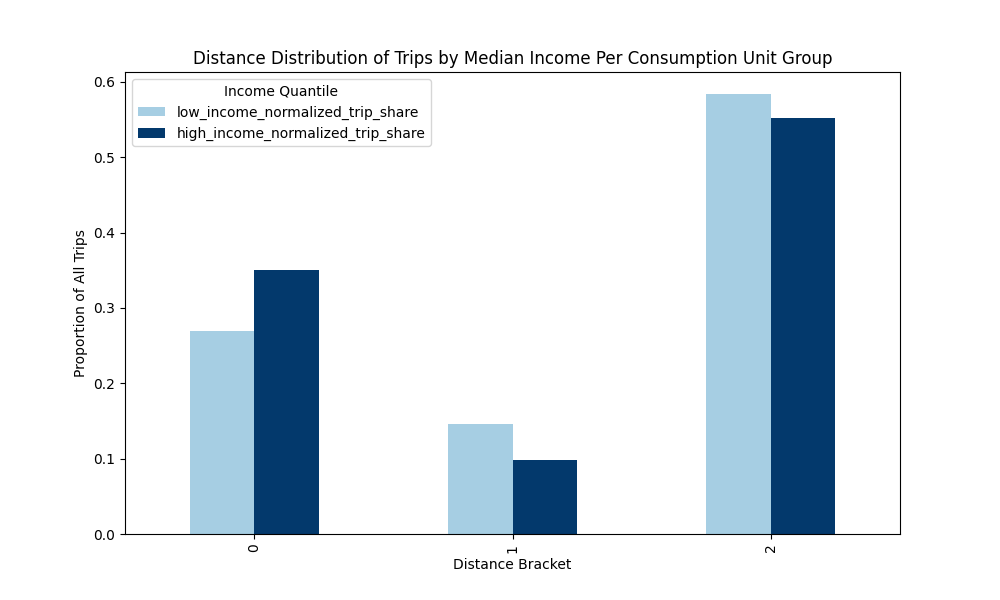 Distance Distribution of Trips by Median Income Per Consumption Unit Group
Income Quantile
low_income_normalized_trip_share
high_income_normalized_trip_share
Proportion of All Trips
0.6
0.5
0.4
0.3
0.2
0.1
0.0
0
1
2
Distance Bracket